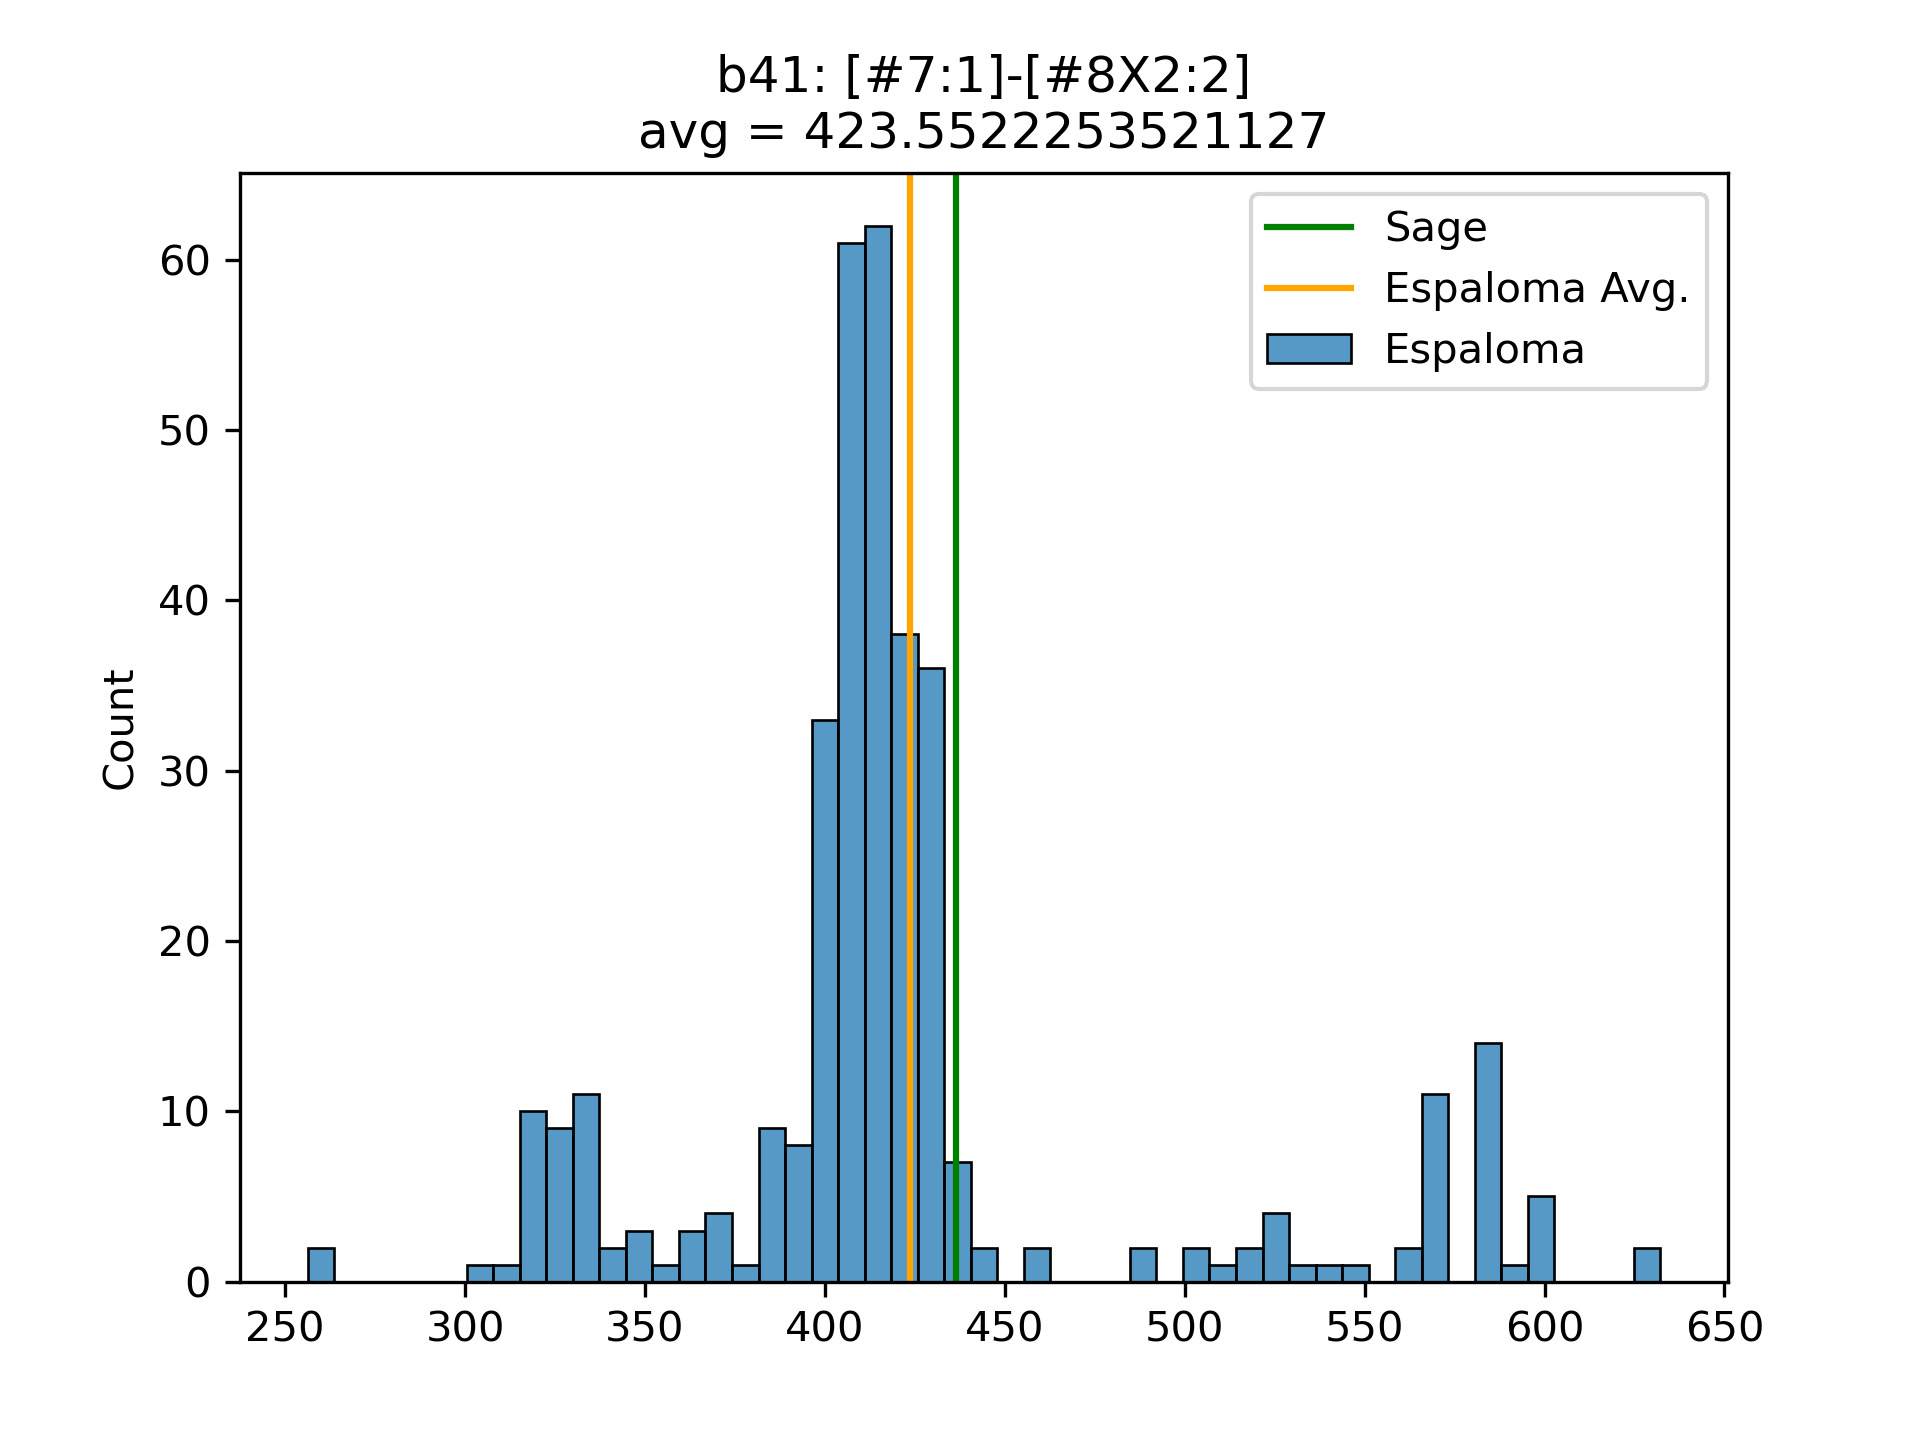 b41: [#7:1]-[#8X2:2]
avg = 423.5522253521127
Sage
Espaloma Avg.
Espaloma
Count
60
50
40
30
20
10
0
250 300 350 400 450 500 550 600 650